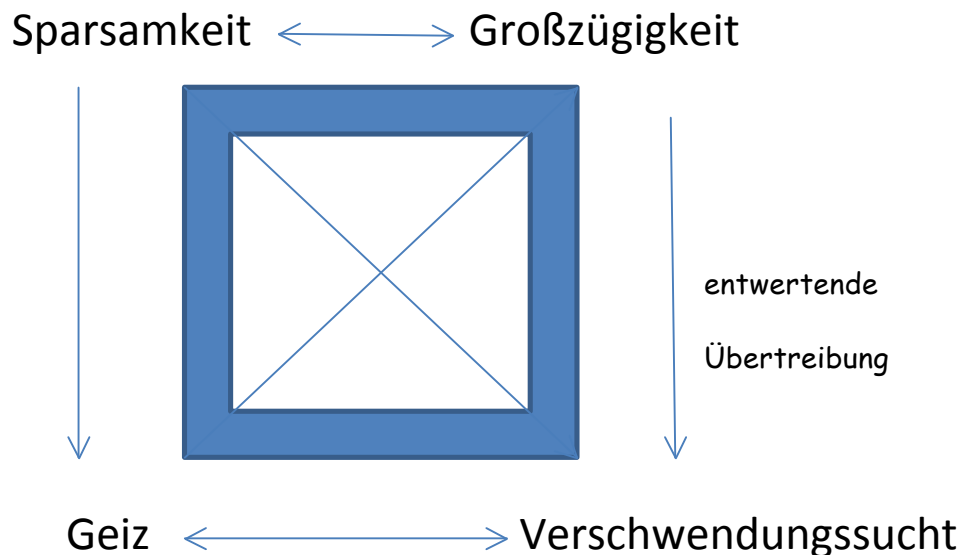 Sparsamkeit Großzügigkeit
entwertende
Übertreibung
Geiz Verschwendungssucht